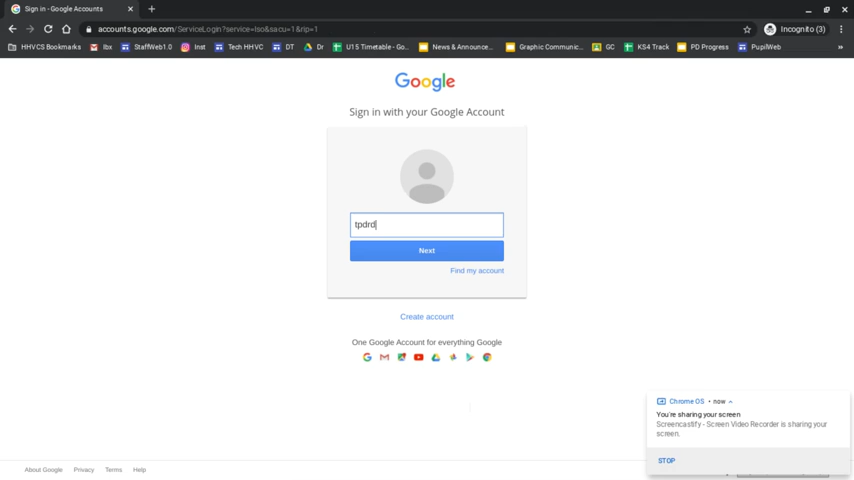 Sign in - Google Accounts
accounts.google.com/ServiceLogin?service=lso&sacu=1&rip=1
Incognito (3)
HHVCS Bookmarks
Ibx
StaffWeb1.0
Inst
Tech HHVC
DT
Dr
U15 Timetable - Go...
News & Announce...
Graphic Communic...
GC
KS4 Track
PD Progress
PupilWeb
»
Google
Sign in with your Google Account
tpdrd
Next
Find my account
Create account
One Google Account for everything Google
Chrome OS • now
You're sharing your screen
Screencastify - Screen Video Recorder is sharing your
screen.
STOP
About Google
Privacy
Terms
Help